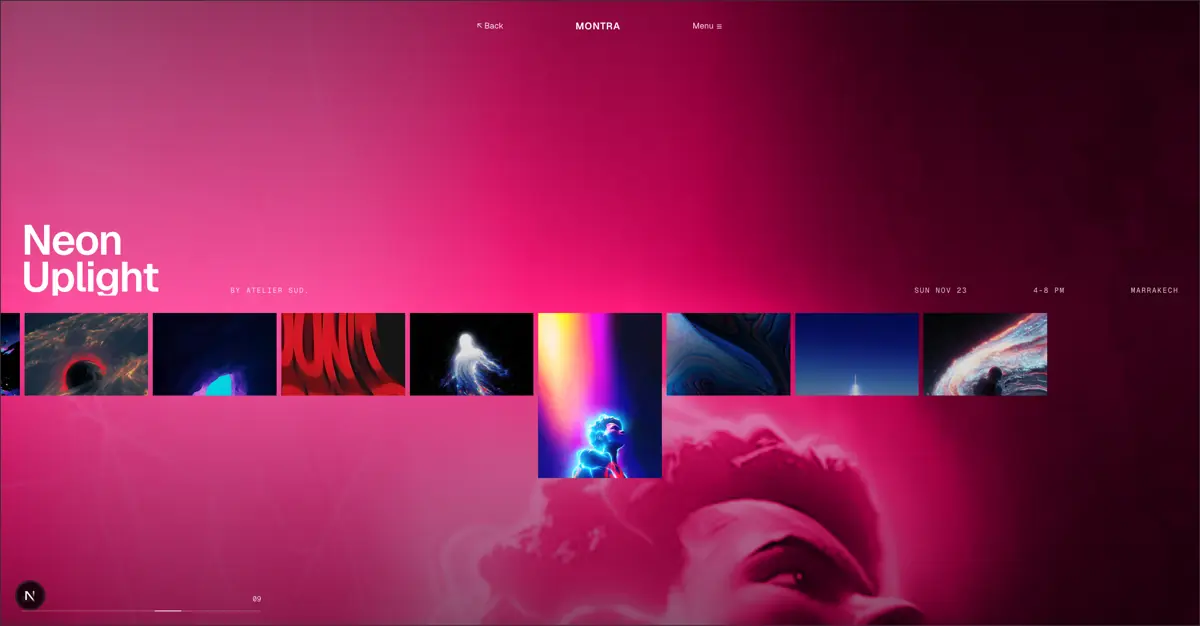 Back
MONTRA
Menu
Neon
Uplight
BY ATELIER SUD.
SUN NOV 23
4-8 PM
MARRAKECH
N
09